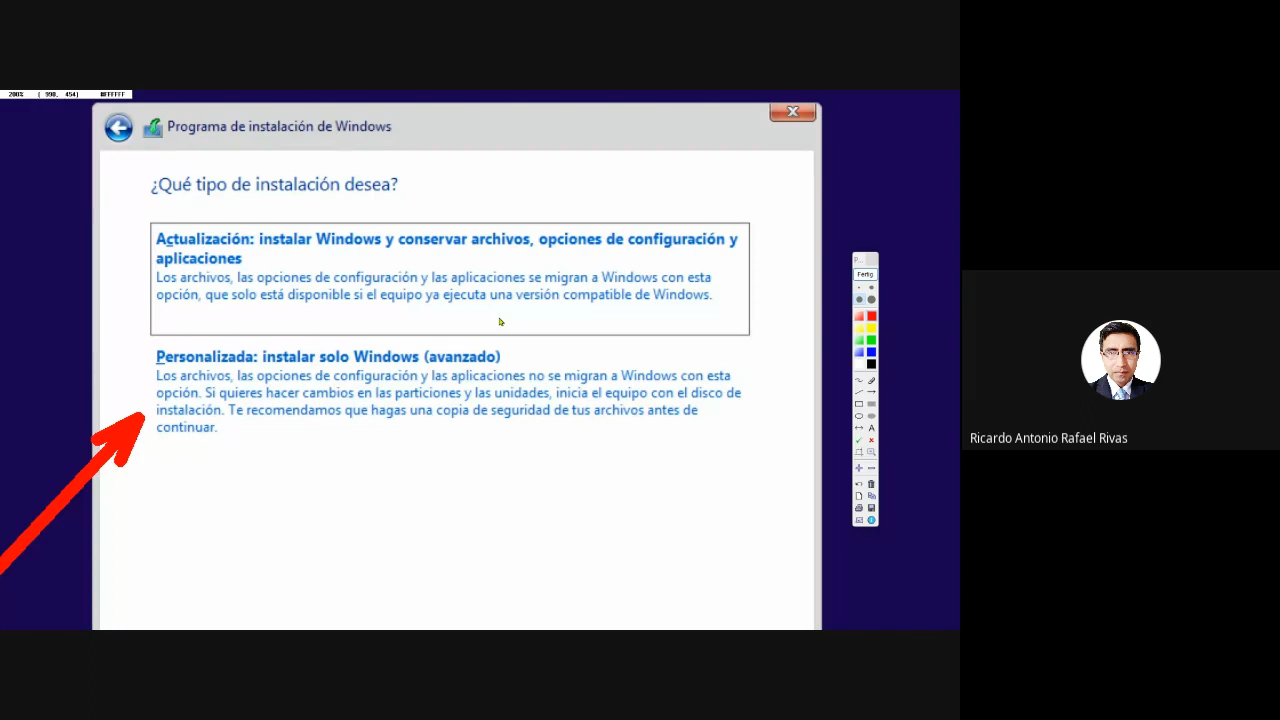 200% [ 990, 454] #FFFFFF
Programa de instalación de Windows
¿Qué tipo de instalación desea?
Actualización: instalar Windows y conservar archivos, opciones de configuración y
aplicaciones
Los archivos, las opciones de configuración y las aplicaciones se migran a Windows con esta
opción, que solo está disponible si el equipo ya ejecuta una versión compatible de Windows.
Personalizada: instalar solo Windows (avanzado)
Los archivos, las opciones de configuración y las aplicaciones no se migran a Windows con esta
opción. Si quieres hacer cambios en las particiones y las unidades, inicia el equipo con el disco de
instalación. Te recomendamos que hagas una copia de seguridad de tus archivos antes de
continuar.
P...
Fertig
A
Ricardo Antonio Rafael Rivas